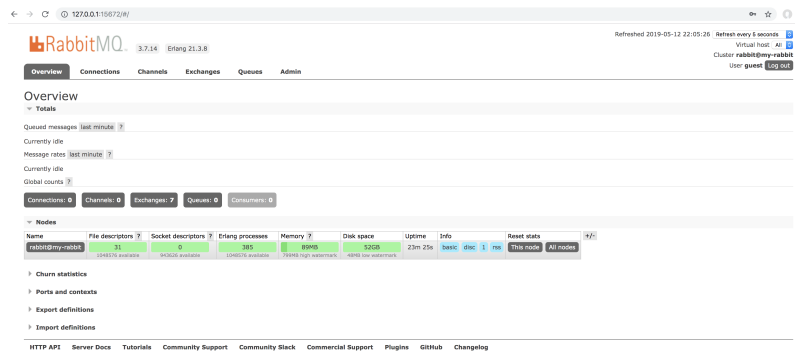 127.0.0.1:15672/#/
RabbitMQ 3.7.14 Erlang 21.3.8
Refreshed 2019-05-12 22:05:26 Refresh every 5 seconds
Virtual host All
Cluster rabbit@my-rabbit
User guest Log out
Overview Connections Channels Exchanges Queues Admin
Overview
Totals
Queued messages last minute ?
Currently idle
Message rates last minute ?
Currently idle
Global counts ?
Connections: 0 Channels: 0 Exchanges: 7 Queues: 0 Consumers: 0
Nodes
Name File descriptors ? Socket descriptors ? Erlang processes Memory ? Disk space Uptime Info Reset stats +/-
rabbit@my-rabbit 31 0 385 89MB 52GB 23m 25s basic disc 1 rss This node All nodes
1048576 available 943626 available 1048576 available 799MB high watermark 48MB low watermark
Churn statistics
Ports and contexts
Export definitions
Import definitions
HTTP API Server Docs Tutorials Community Support Community Slack Commercial Support Plugins GitHub Changelog